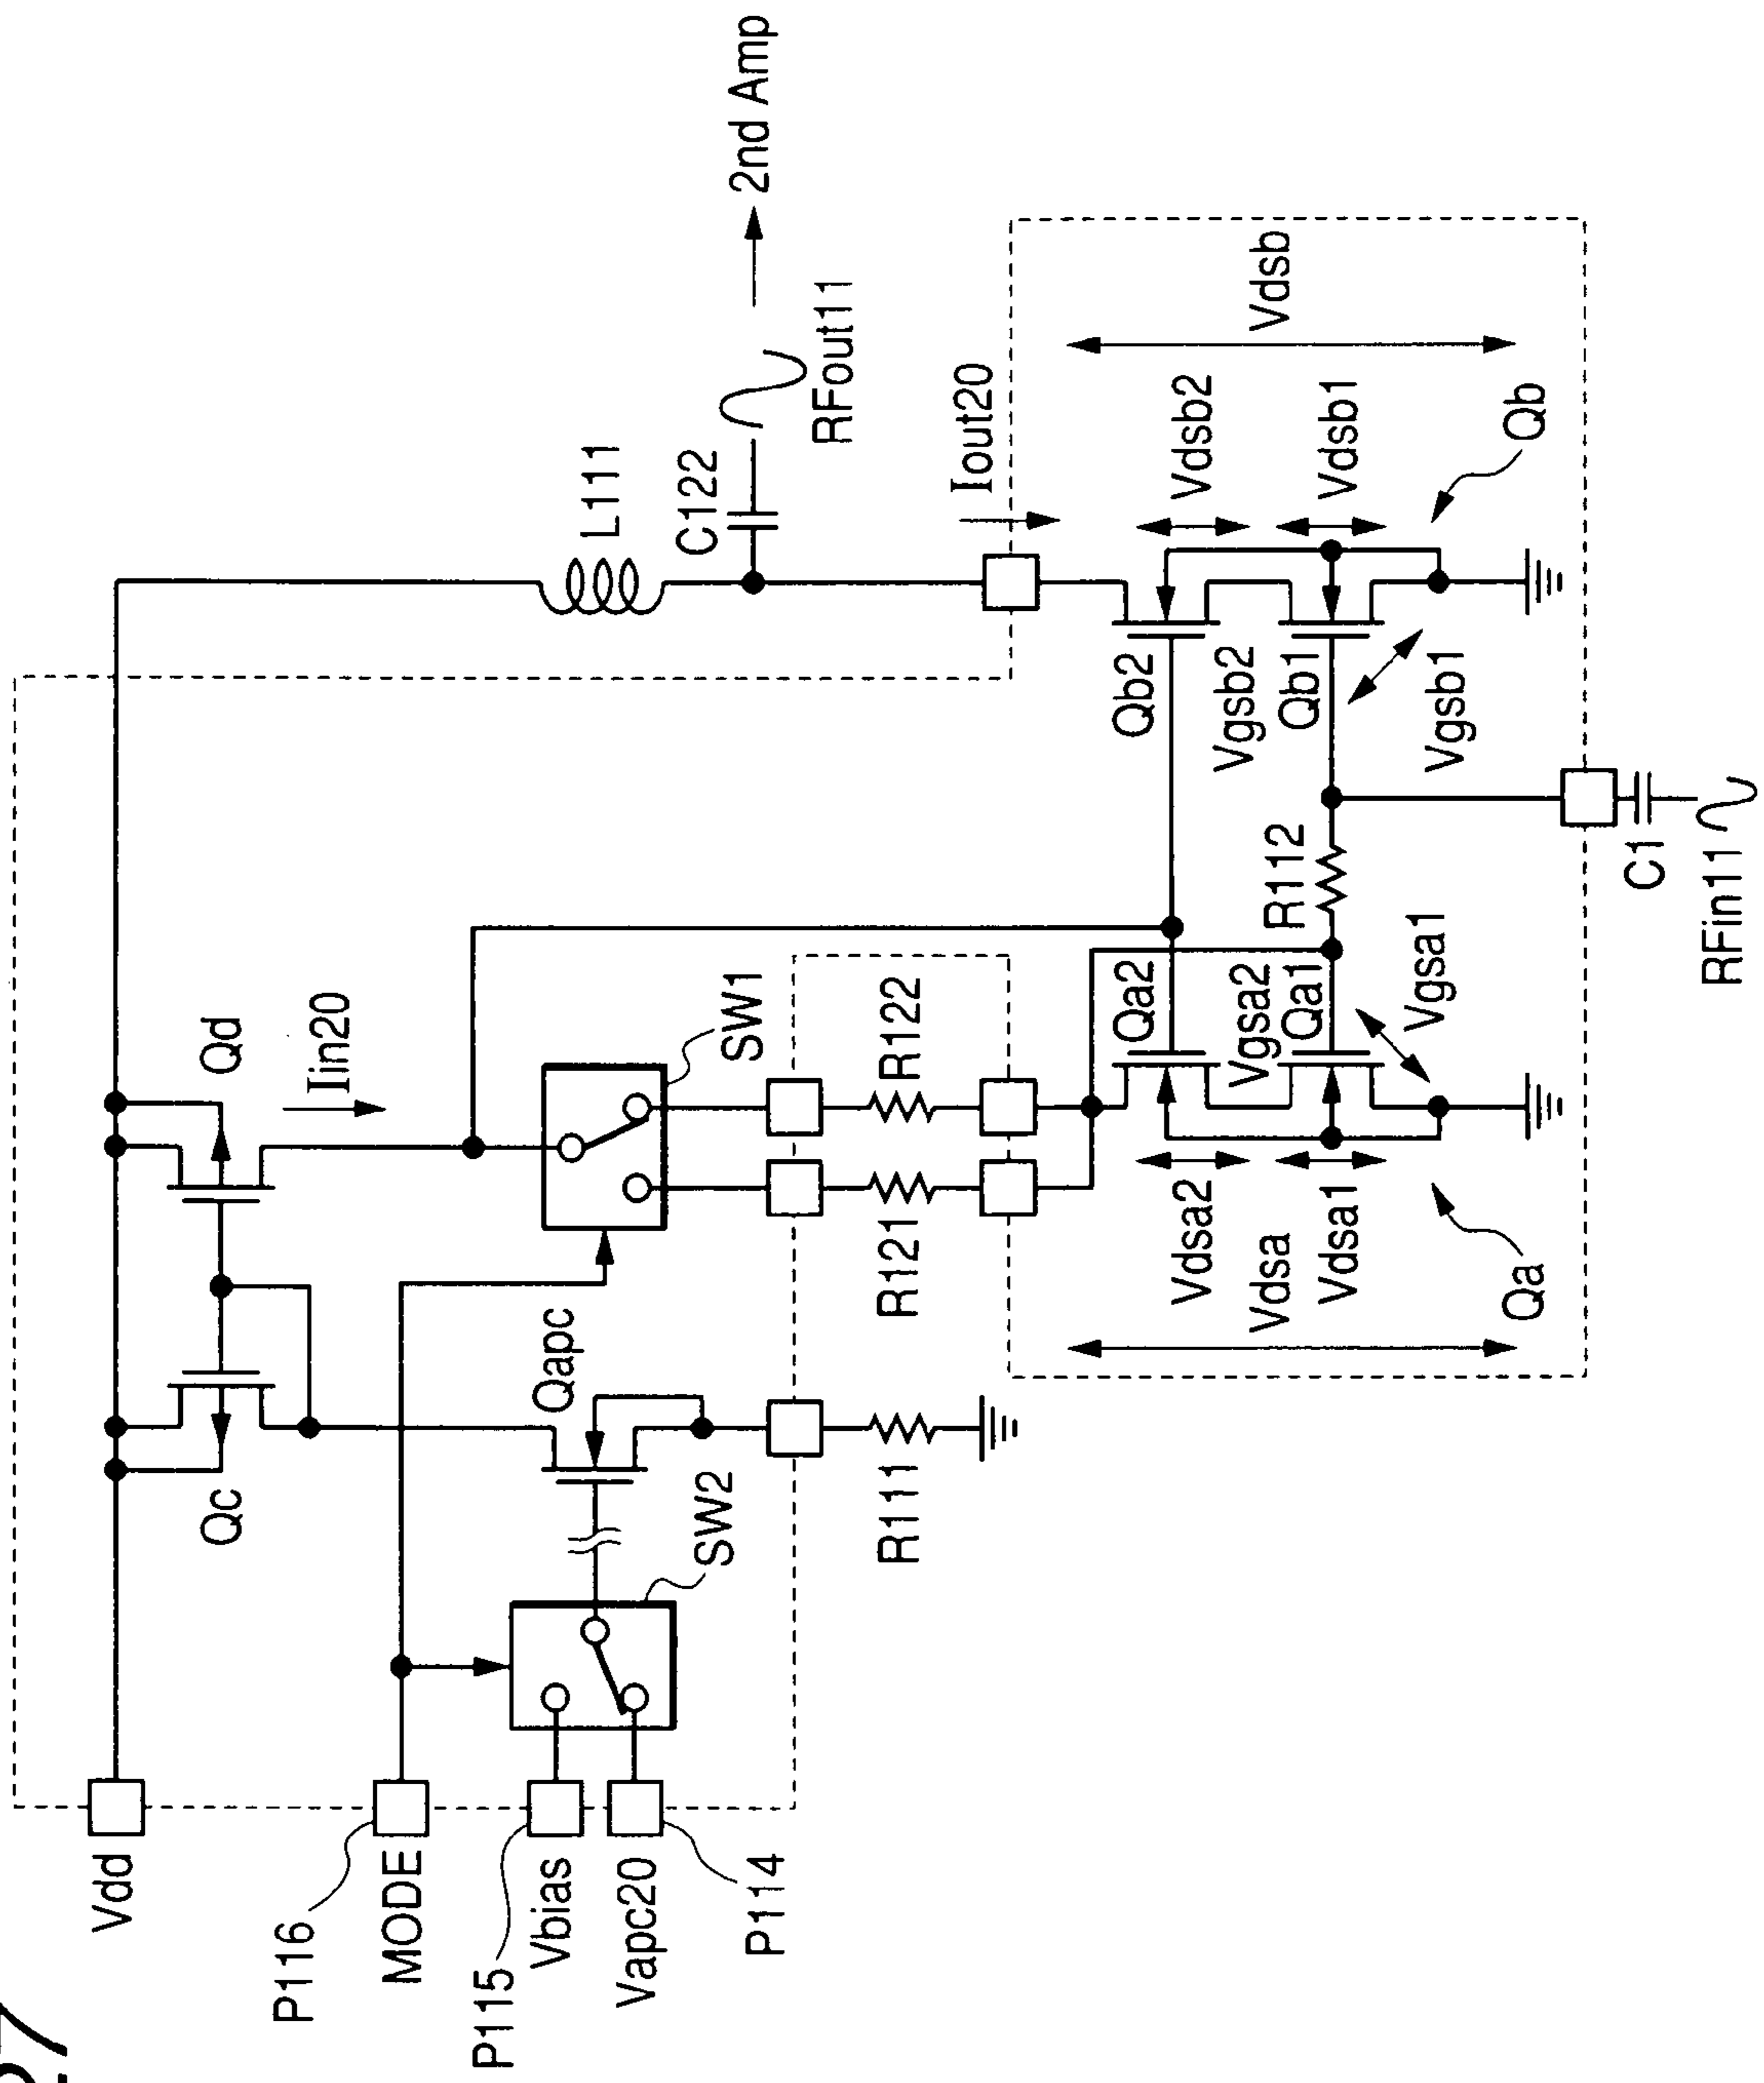 27
Vdd
P116
MODE
P115
Vbias
Vapc20
P114
Qc
Qd
Iin20
Qapc
SW2
SW1
R111
R121
R122
L111
C122
2nd Amp
RFout11
Iout20
Qa2
Vgsa2
Qa1
Vgsa1
Vdsa2
Vdsa
Vdsa1
Qa
R112
Qb2
Vgsb2
Qb1
Vgsb1
Vdsb2
Vdsb1
Vdsb
Qb
C1
RFin11